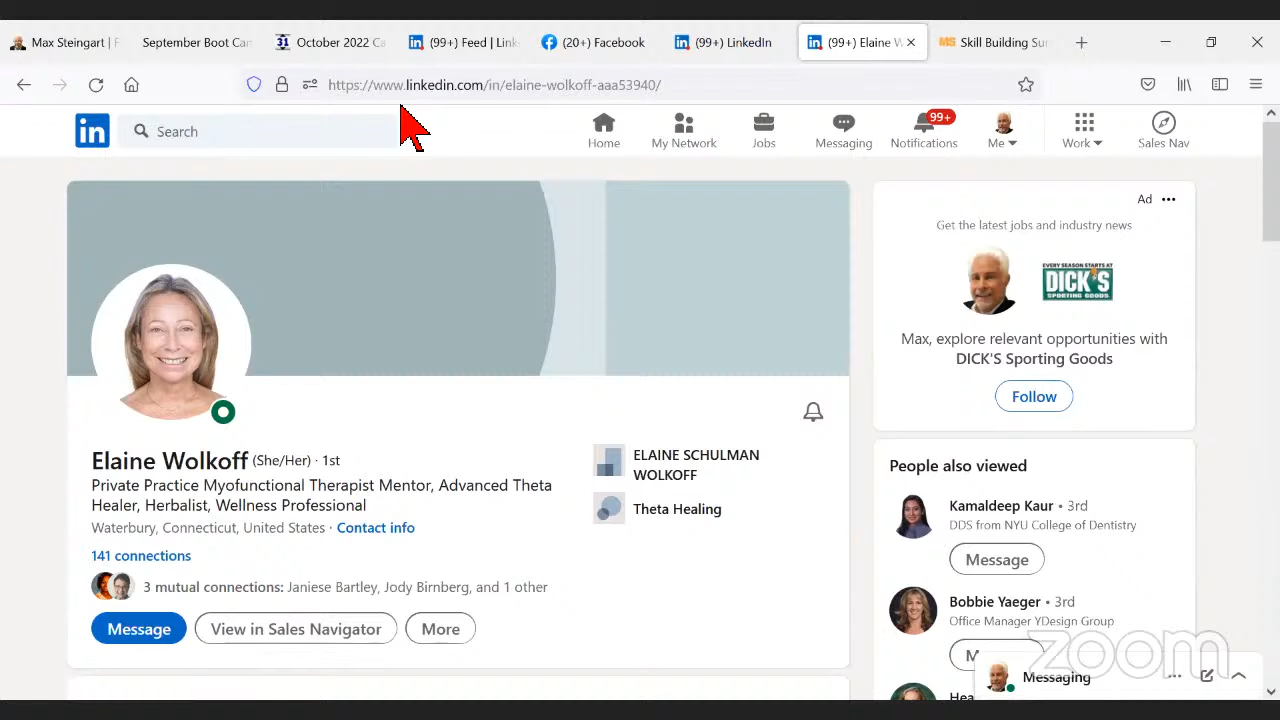 Max Steingart | F
September Boot Car
31
October 2022 Ca
(99+) Feed | Link
(20+) Facebook
(99+) LinkedIn
(99+) Elaine W
MS Skill Building Su
https://www.linkedin.com/in/elaine-wolkoff-aaa53940/
in
Search
Home
My Network
Jobs
Messaging
99+
Notifications
Me
Work
Sales Nav
Ad
Get the latest jobs and industry news
EVERY SEASON STARTS AT
DICK'S
SPORTING GOODS
Max, explore relevant opportunities with
DICK'S Sporting Goods
Follow
Elaine Wolkoff (She/Her) · 1st
Private Practice Myofunctional Therapist Mentor, Advanced Theta
Healer, Herbalist, Wellness Professional
Waterbury, Connecticut, United States · Contact info
141 connections
3 mutual connections: Janiese Bartley, Jody Birnberg, and 1 other
Message
View in Sales Navigator
More
ELAINE SCHULMAN
WOLKOFF
Theta Healing
People also viewed
Kamaldeep Kaur • 3rd
DDS from NYU College of Dentistry
Message
Bobbie Yaeger • 3rd
Office Manager YDesign Group
M
zoom
Messaging
Hea